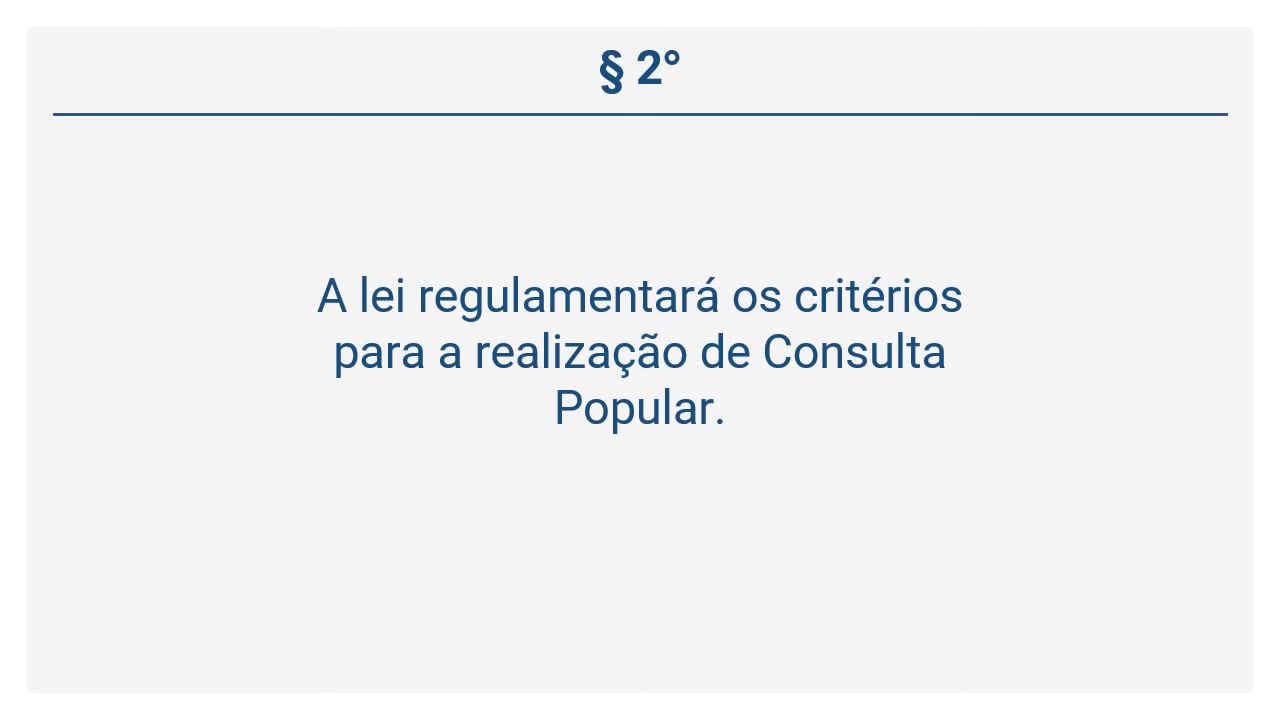 § 2°
A lei regulamentará os critérios
para a realização de Consulta
Popular.